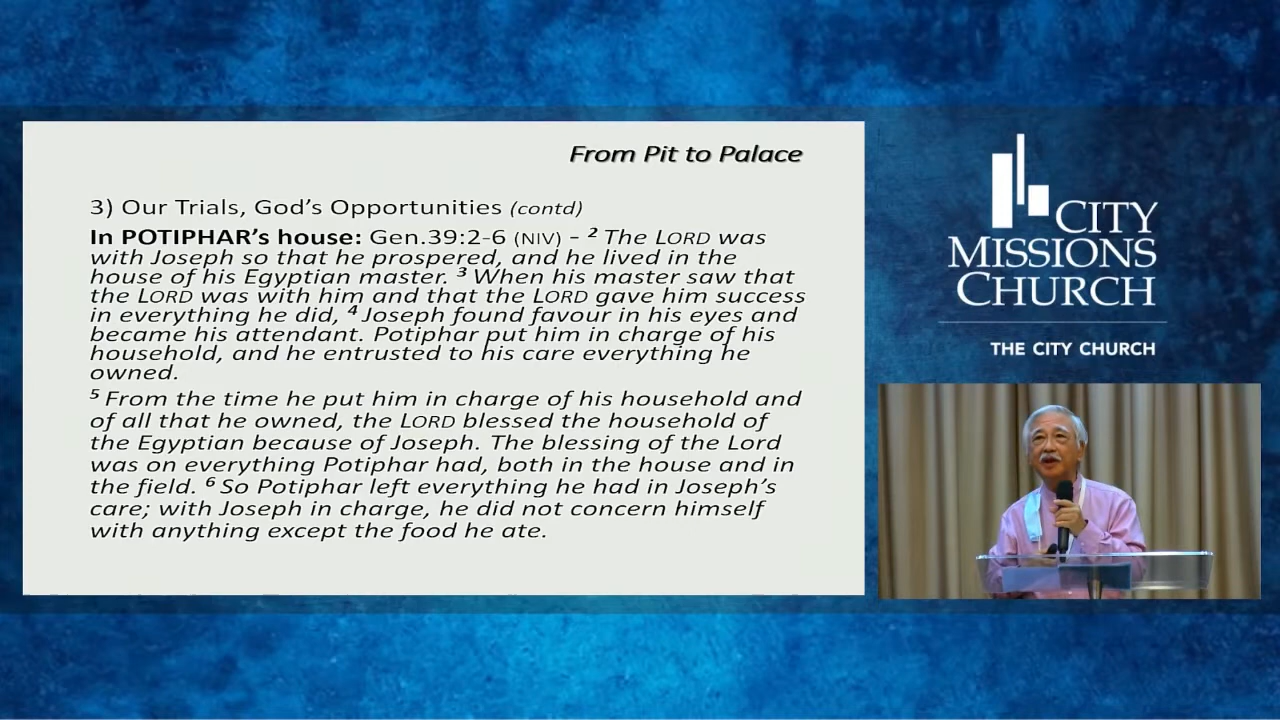 From Pit to Palace
3) Our Trials, God's Opportunities (contd)
In POTIPHAR's house: Gen.39:2-6 (NIV) - ² The LORD was
with Joseph so that he prospered, and he lived in the
house of his Egyptian master. ³ When his master saw that
the LORD was with him and that the LORD gave him success
in everything he did, ⁴ Joseph found favour in his eyes and
became his attendant. Potiphar put him in charge of his
household, and he entrusted to his care everything he
owned.
⁵ From the time he put him in charge of his household and
of all that he owned, the LORD blessed the household of
the Egyptian because of Joseph. The blessing of the Lord
was on everything Potiphar had, both in the house and in
the field. ⁶ So Potiphar left everything he had in Joseph's
care; with Joseph in charge, he did not concern himself
with anything except the food he ate.
CITY
MISSIONS
CHURCH
THE CITY CHURCH